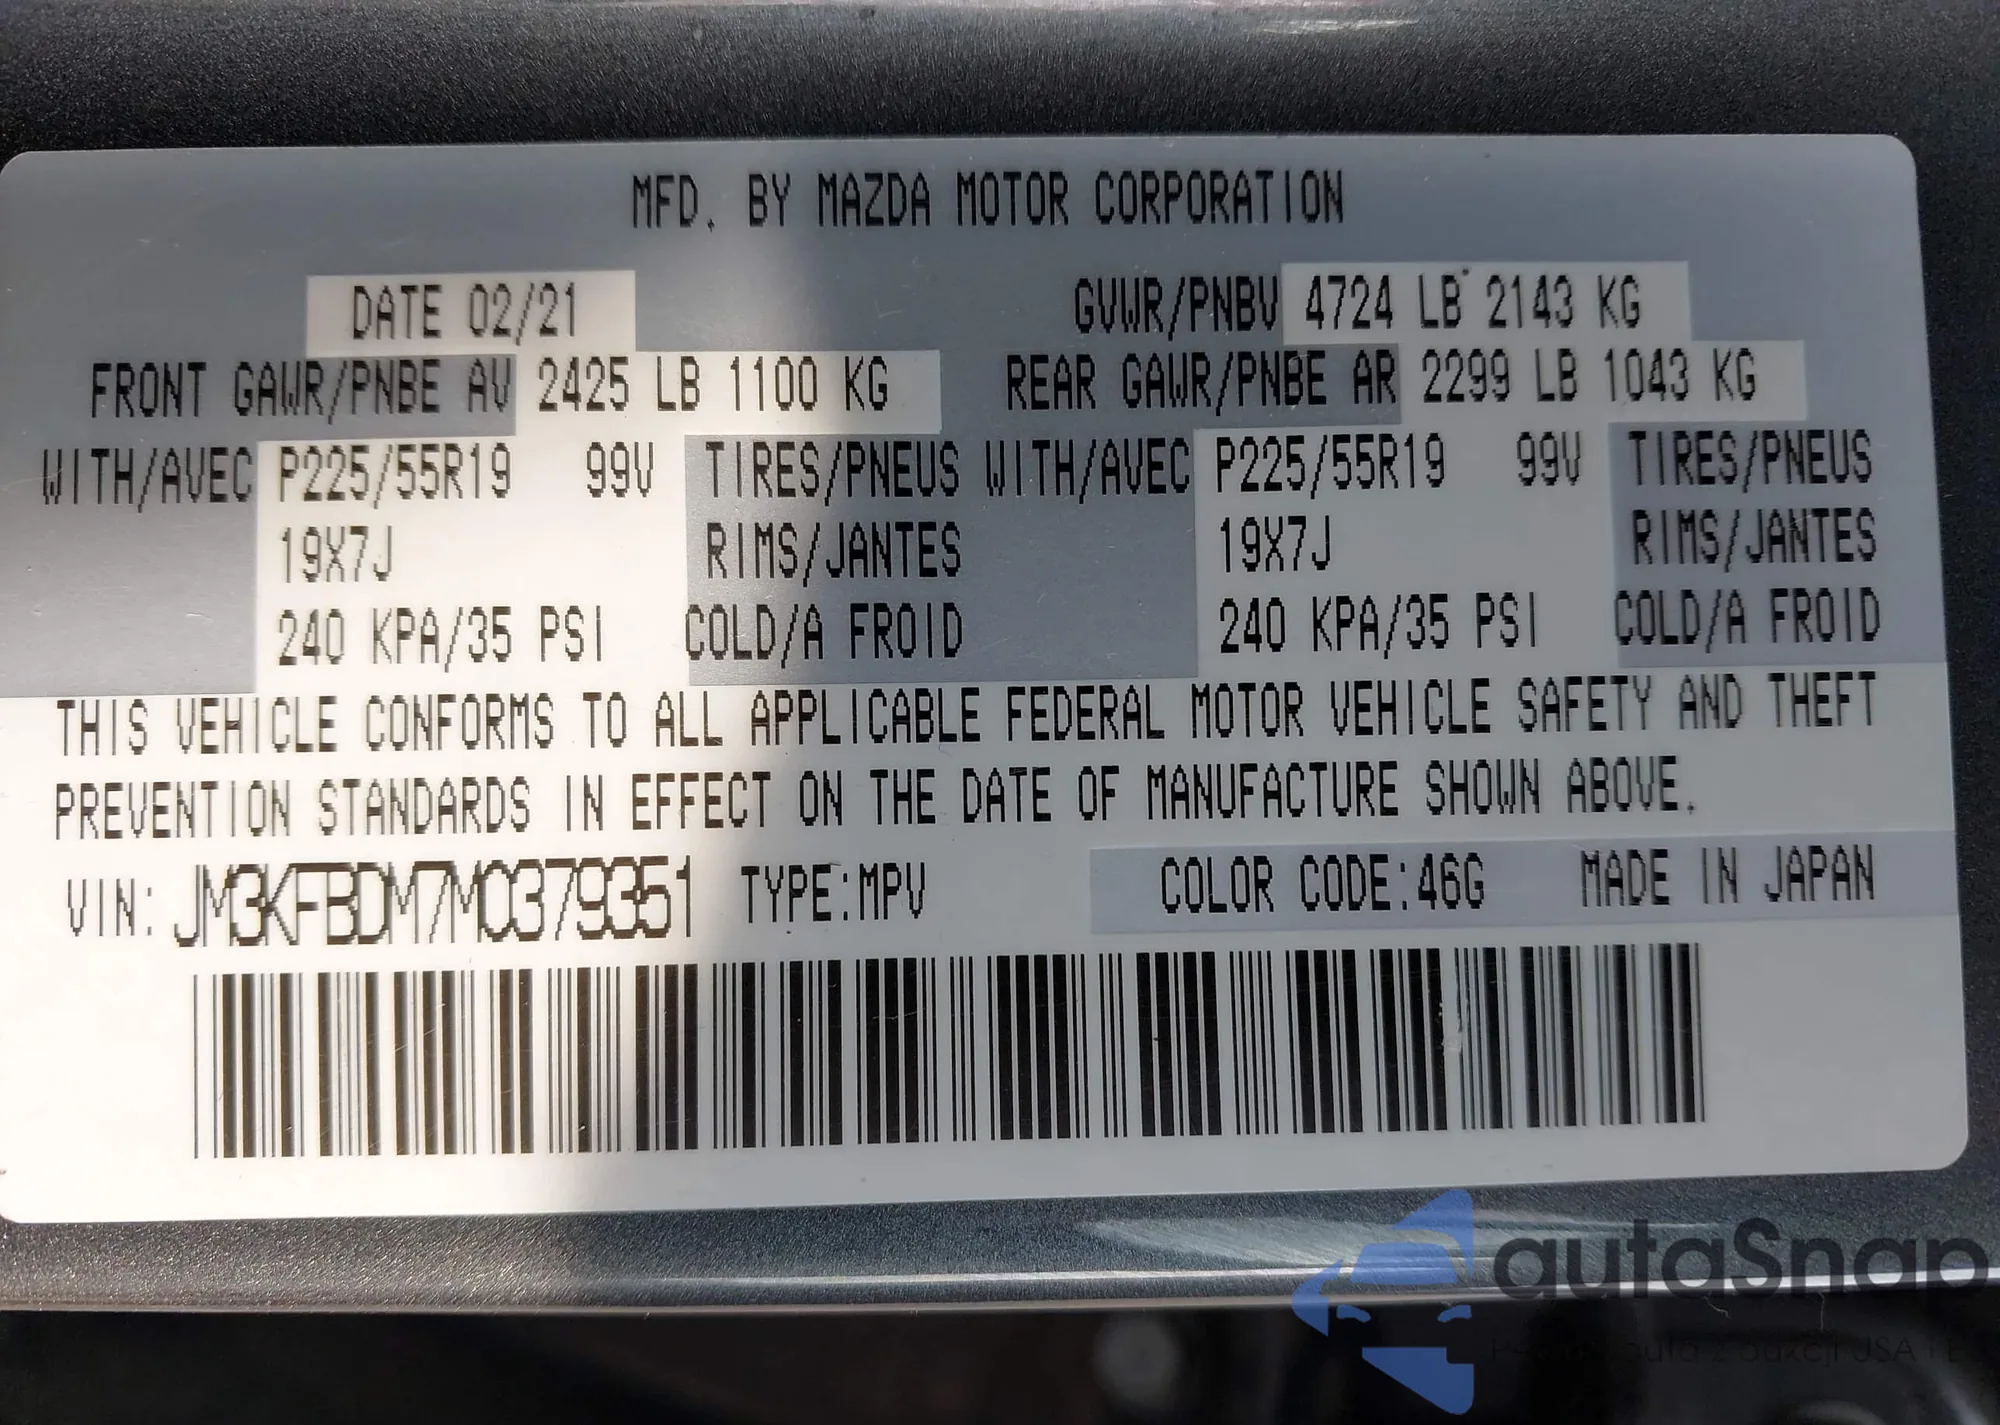 MFD. BY MAZDA MOTOR CORPORATION
DATE 02/21 GVWR/PNBV 4724 LB 2143 KG
FRONT GAWR/PNBE AV 2425 LB 1100 KG REAR GAWR/PNBE AR 2299 LB 1043 KG
WITH/AVEC P225/55R19 99V TIRES/PNEUS WITH/AVEC P225/55R19 99V TIRES/PNEUS
19X7J RIMS/JANTES 19X7J RIMS/JANTES
240 KPA/35 PSI COLD/A FROID 240 KPA/35 PSI COLD/A FROID
THIS VEHICLE CONFORMS TO ALL APPLICABLE FEDERAL MOTOR VEHICLE SAFETY AND THEFT
PREVENTION STANDARDS IN EFFECT ON THE DATE OF MANUFACTURE SHOWN ABOVE.
VIN: JM3KFBDM7M0379351 TYPE:MPV COLOR CODE:46G MADE IN JAPAN
autaSnap
auta z aukcji USA